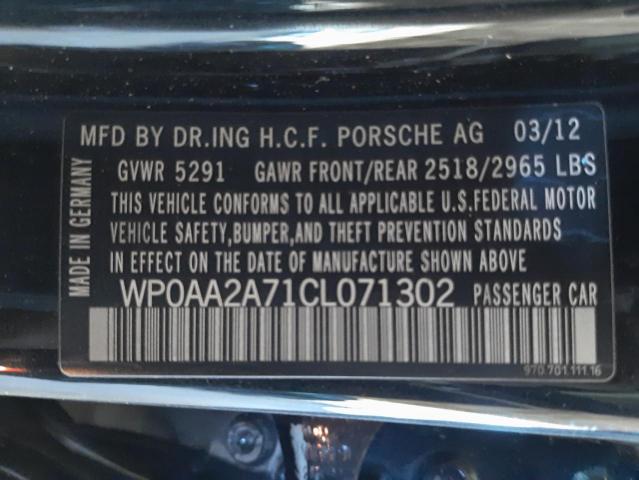 MFD BY DR.ING H.C.F. PORSCHE AG 03/12
GVWR 5291 GAWR FRONT/REAR 2518/2965 LBS
THIS VEHICLE CONFORMS TO ALL APPLICABLE U.S.FEDERAL MOTOR
VEHICLE SAFETY,BUMPER,AND THEFT PREVENTION STANDARDS
IN EFFECT ON THE DATE OF MANUFACTURE SHOWN ABOVE.
WP0AA2A71CL071302 PASSENGER CAR
970.701.111.16
MADE IN GERMANY